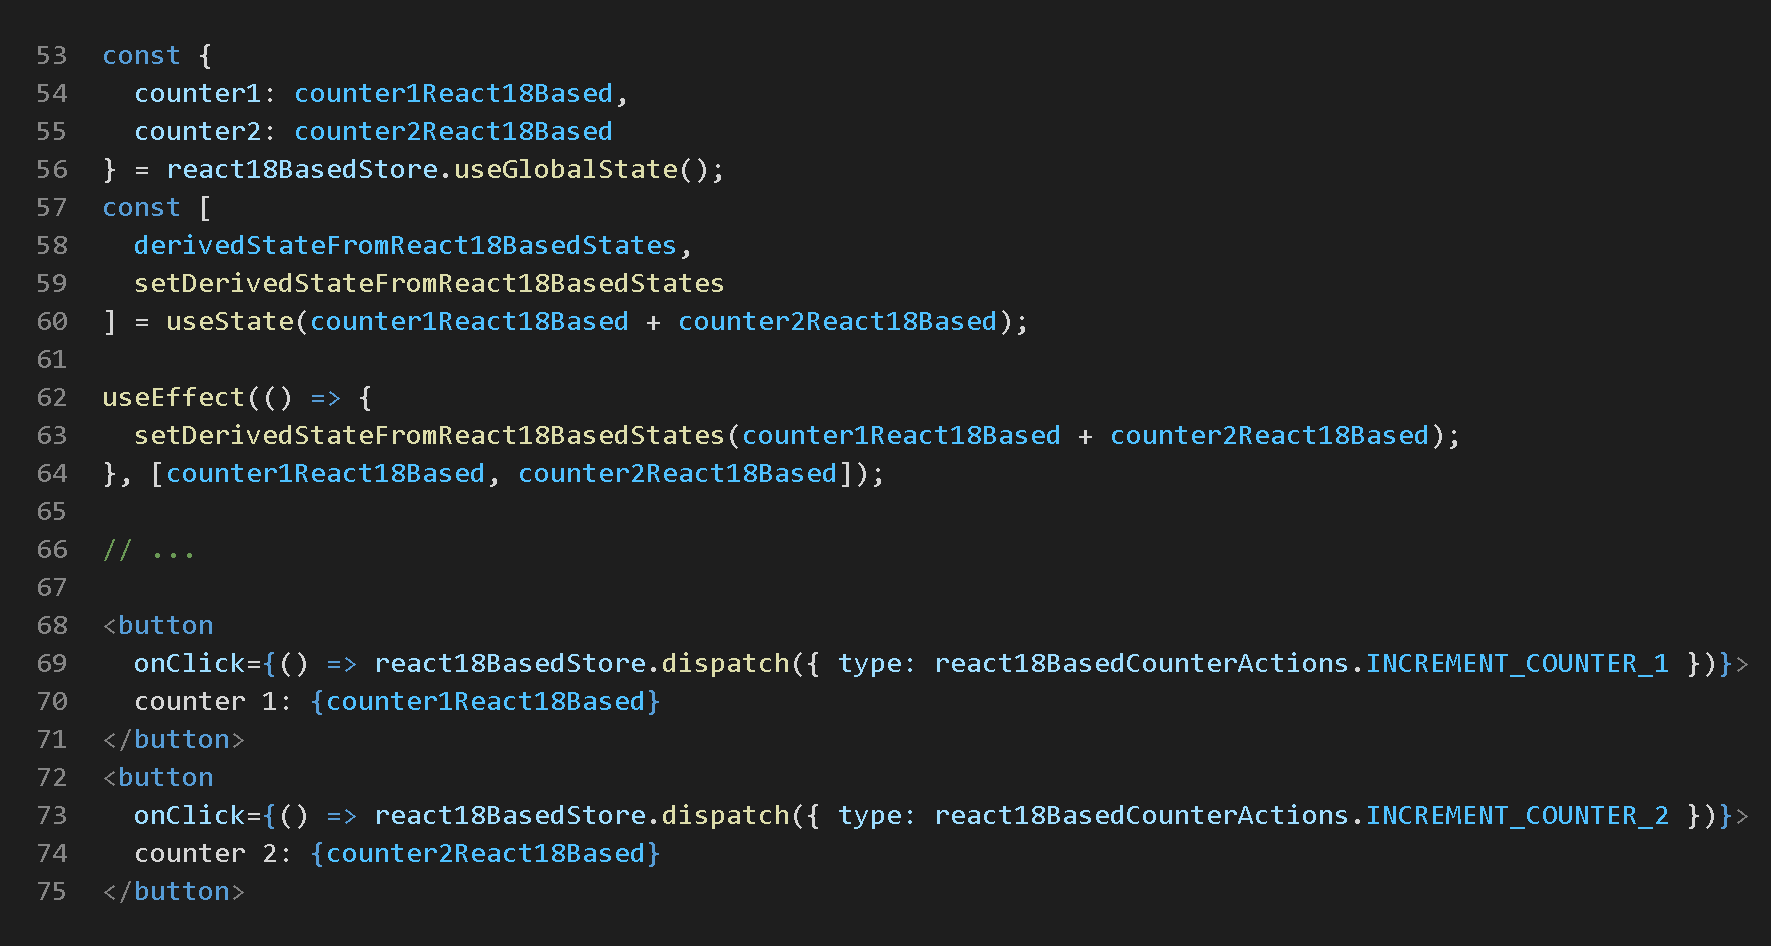 53 const {
54   counter1: counter1React18Based,
55   counter2: counter2React18Based
56 } = react18BasedStore.useGlobalState();
57 const [
58   derivedStateFromReact18BasedStates,
59   setDerivedStateFromReact18BasedStates
60 ] = useState(counter1React18Based + counter2React18Based);
61
62 useEffect(() => {
63   setDerivedStateFromReact18BasedStates(counter1React18Based + counter2React18Based);
64 }, [counter1React18Based, counter2React18Based]);
65
66 // ...
67
68 <button
69   onClick={() => react18BasedStore.dispatch({ type: react18BasedCounterActions.INCREMENT_COUNTER_1 })}>
70   counter 1: {counter1React18Based}
71 </button>
72 <button
73   onClick={() => react18BasedStore.dispatch({ type: react18BasedCounterActions.INCREMENT_COUNTER_2 })}>
74   counter 2: {counter2React18Based}
75 </button>